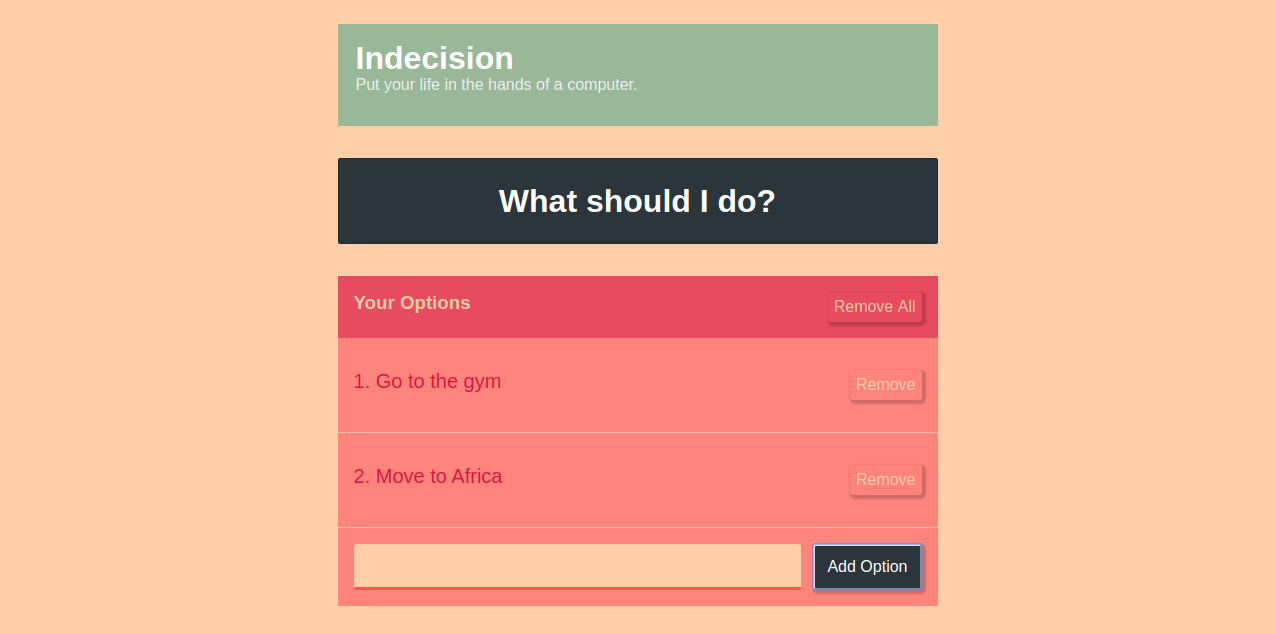 Indecision
Put your life in the hands of a computer.
What should I do?
Your Options
Remove All
1. Go to the gym
Remove
2. Move to Africa
Remove
Add Option